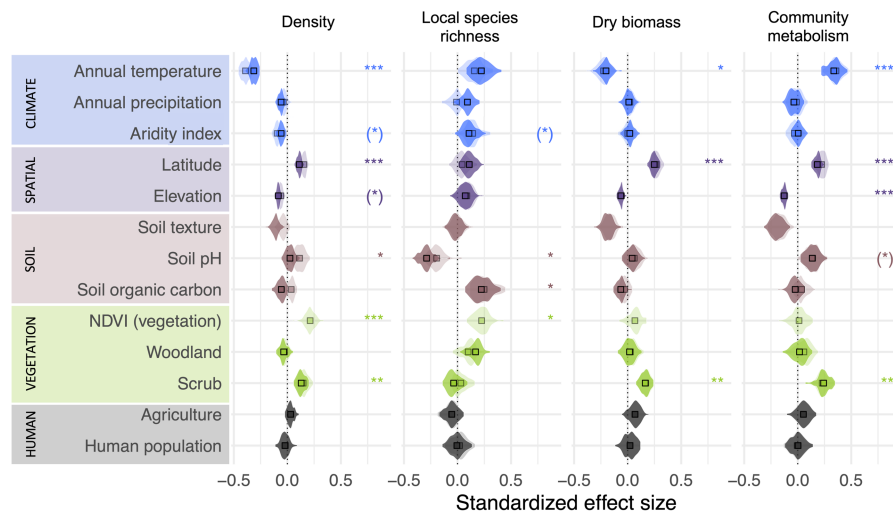 Density
Local species
richness
Dry biomass
Community
metabolism
CLIMATE
Annual temperature
*** * ***
Annual precipitation
Aridity index
(*) (*)
SPATIAL
Latitude
*** *** ***
Elevation
(*) ***
SOIL
Soil texture
Soil pH
* * (*)
Soil organic carbon
*
VEGETATION
NDVI (vegetation)
*** *
Woodland
Scrub
** ** **
HUMAN
Agriculture
Human population
−0.5 0.0 0.5 −0.5 0.0 0.5 −0.5 0.0 0.5 −0.5 0.0 0.5
Standardized effect size